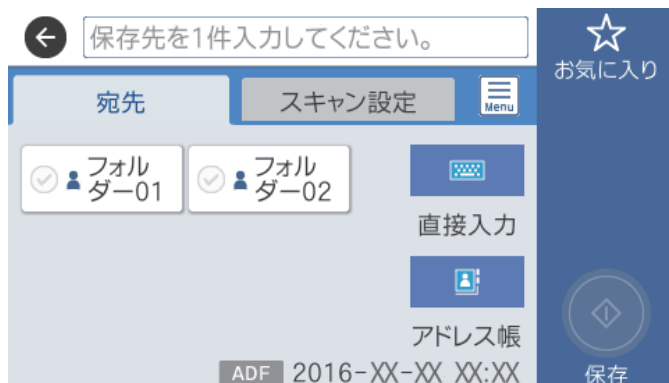 保存先を1件入力してください。
お気に入り
宛先
スキャン設定
Menu
フォル
ダー01
フォル
ダー02
直接入力
アドレス帳
ADF 2016-XX-XX XX:XX
保存